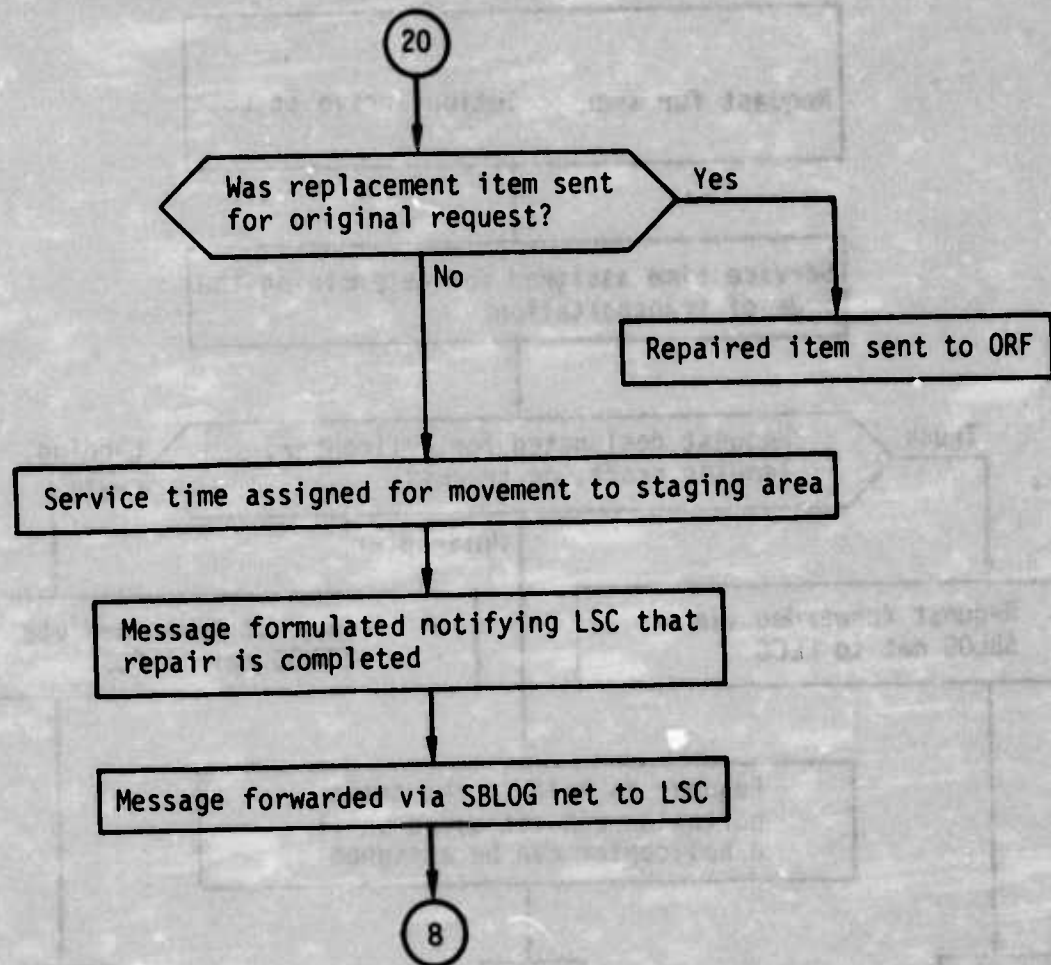 20
Was replacement item sent
for original request?
Yes
No
Repaired item sent to ORF
Service time assigned for movement to staging area
Message formulated notifying LSC that
repair is completed
Message forwarded via SBLOG net to LSC
8